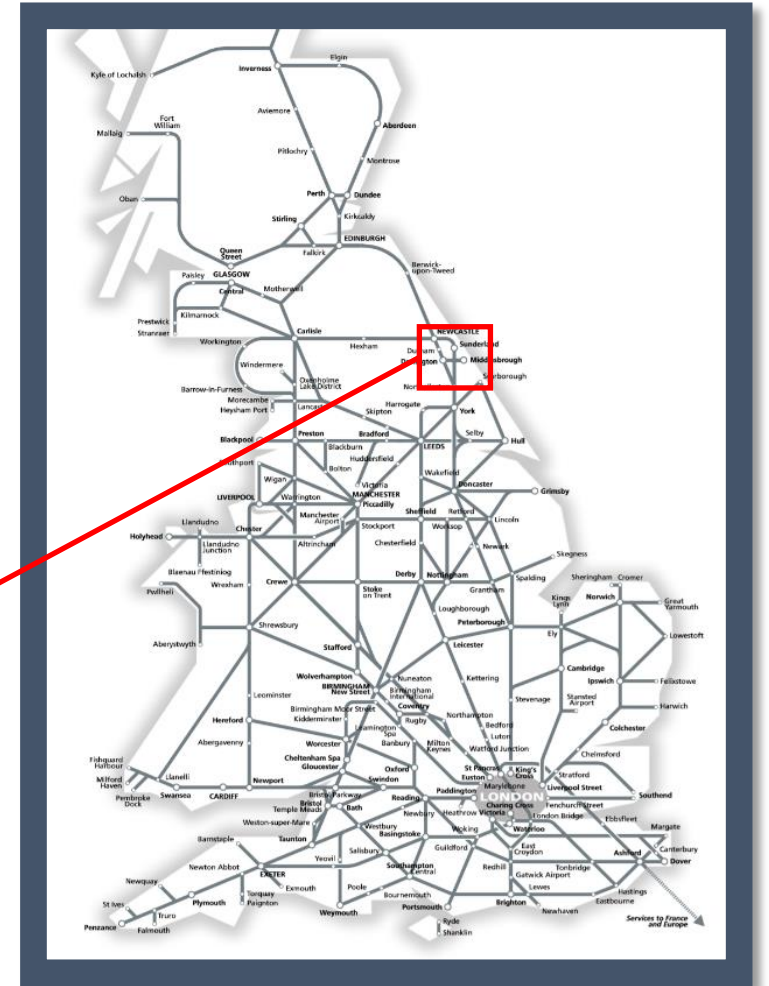 Elgin
Inverness
Kyle of Lochalsh
Aviemore
Fort
William
Mallaig
Aberdeen
Pitlochry
Montrose
Perth
Dundee
Oban
Stirling
Kirkcaldy
EDINBURGH
Queen
Street
Falkirk
Berwick-
upon-Tweed
Paisley
GLASGOW
Central
Motherwell
Prestwick
Stranraer
Kilmarnock
NEWCASTLE
Carlisle
Workington
Hexham
Sunderland
Middlesbrough
Windermere
Oxenholme
Lake District
Barrow-in-Furness
Morecambe
Heysham Port
Harrogate
York
Skipton
Blackpool
Preston
Bradford
LEEDS
Selby
Hull
Blackburn
Huddersfield
Bolton
Wakefield
Wigan
Victoria
MANCHESTER
Piccadilly
Doncaster
Grimsby
LIVERPOOL
Warrington
Manchester
Airport
Stockport
Sheffield
Retford
Worksop
Lincoln
Llandudno
Holyhead
Llandudno
Junction
Chester
Altrincham
Chesterfield
Newark
Skegness
Blaenau Ffestiniog
Pwllheli
Wrexham
Crewe
Stoke
on Trent
Derby
Nottingham
Grantham
Spalding
Sheringham
Cromer
Kings
Lynn
Norwich
Great
Yarmouth
Loughborough
Peterborough
Ely
Lowestoft
Aberystwyth
Shrewsbury
Stafford
Leicester
Wolverhampton
BIRMINGHAM
New Street
Nuneaton
Birmingham
International
Kettering
Cambridge
Ipswich
Felixstowe
Leominster
Birmingham Moor Street
Kidderminster
Coventry
Rugby
Northampton
Stevenage
Stansted
Airport
Harwich
Hereford
Leamington
Spa
Bedford
Colchester
Abergavenny
Worcester
Banbury
Milton
Keynes
Luton
Watford Junction
Chelmsford
Fishguard
Harbour
Cheltenham Spa
Gloucester
Oxford
St Pancras
Euston
King's
Cross
Stratford
Milford
Haven
Llanelli
Newport
Swindon
Marylebone
Liverpool Street
Pembroke
Dock
Swansea
CARDIFF
Bristol Parkway
Bristol
Temple Meads
Bath
Reading
Paddington
LONDON
Southend
Newbury
Heathrow
Victoria
Charing Cross
Fenchurch Street
London Bridge
Ebbsfleet
Weston-super-Mare
Westbury
Basingstoke
Woking
Waterloo
Margate
Barnstaple
Taunton
Salisbury
Guildford
East
Croydon
Canterbury
Ashford
Dover
Newton Abbot
Yeovil
Southampton
Central
Redhill
Tonbridge
Gatwick Airport
EXETER
Newquay
Exmouth
Poole
Bournemouth
Lewes
Hastings
Eastbourne
St Ives
Plymouth
Torquay
Paignton
Weymouth
Portsmouth
Brighton
Newhaven
Truro
Penzance
Falmouth
Ryde
Shanklin
Services to France
and Europe